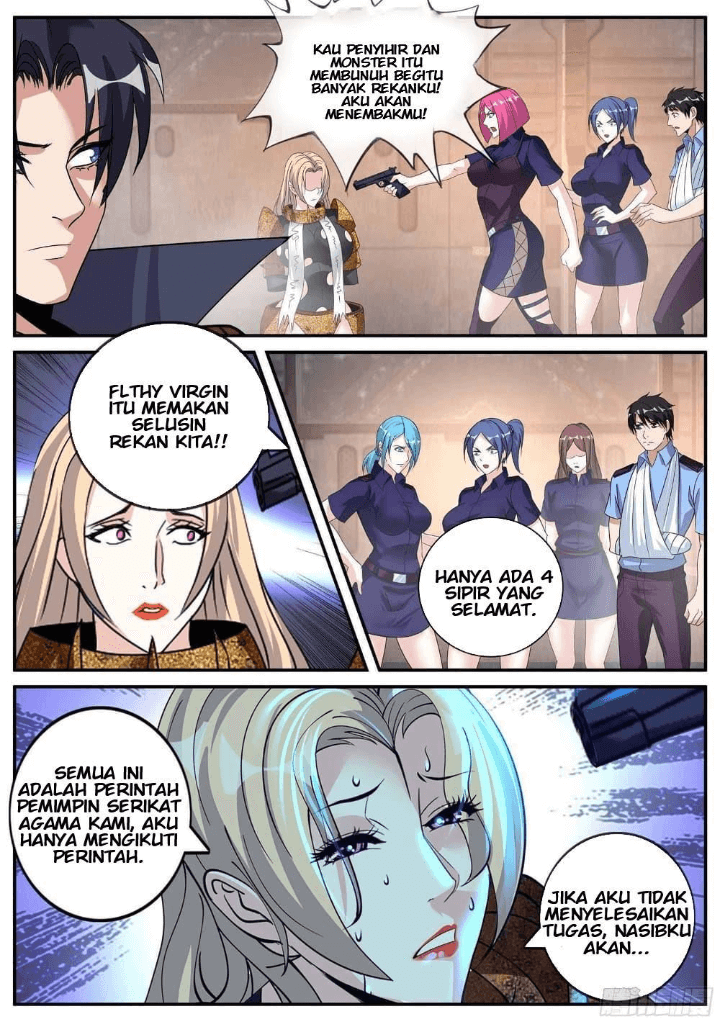 KAU PENYIHIR DAN
MONSTER ITU
MEMBUNUH BEGITU
BANYAK REKANKU!
AKU AKAN
MENEMBAKMU!
FLTHY VIRGIN
ITU MEMAKAN
SELUSIN
REKAN KITA!!
HANYA ADA 4
SIPIR YANG
SELAMAT.
SEMUA INI
ADALAH PERINTAH
PEMIMPIN SERIKAT
AGAMA KAMI, AKU
HANYA MENGIKUTI
PERINTAH.
JIKA AKU TIDAK
MENYELESAIKAN
TUGAS, NASIBKU
AKAN...